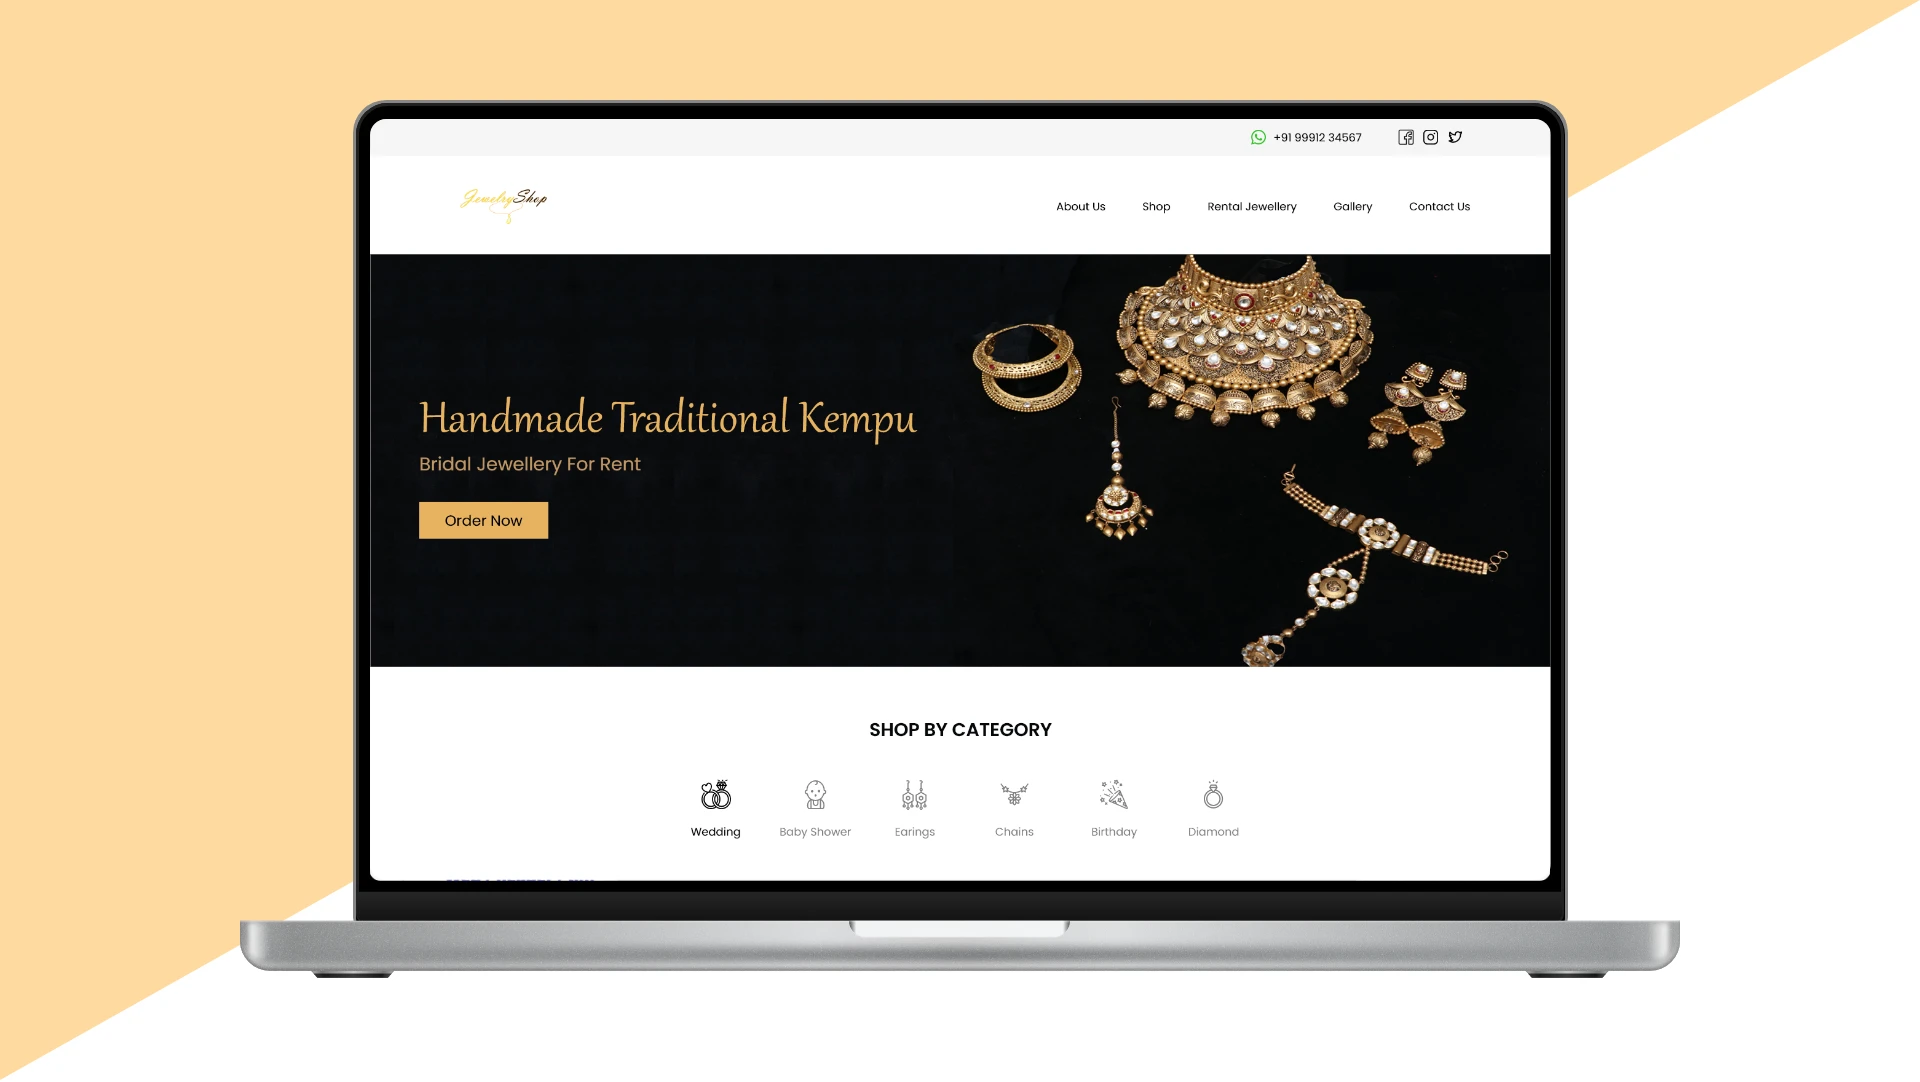 +91 99912 34567
JewelryShop
About Us Shop Rental Jewellery Gallery Contact Us
Handmade Traditional Kempu
Bridal Jewellery For Rent
Order Now
SHOP BY CATEGORY
Wedding Baby Shower Earings Chains Birthday Diamond